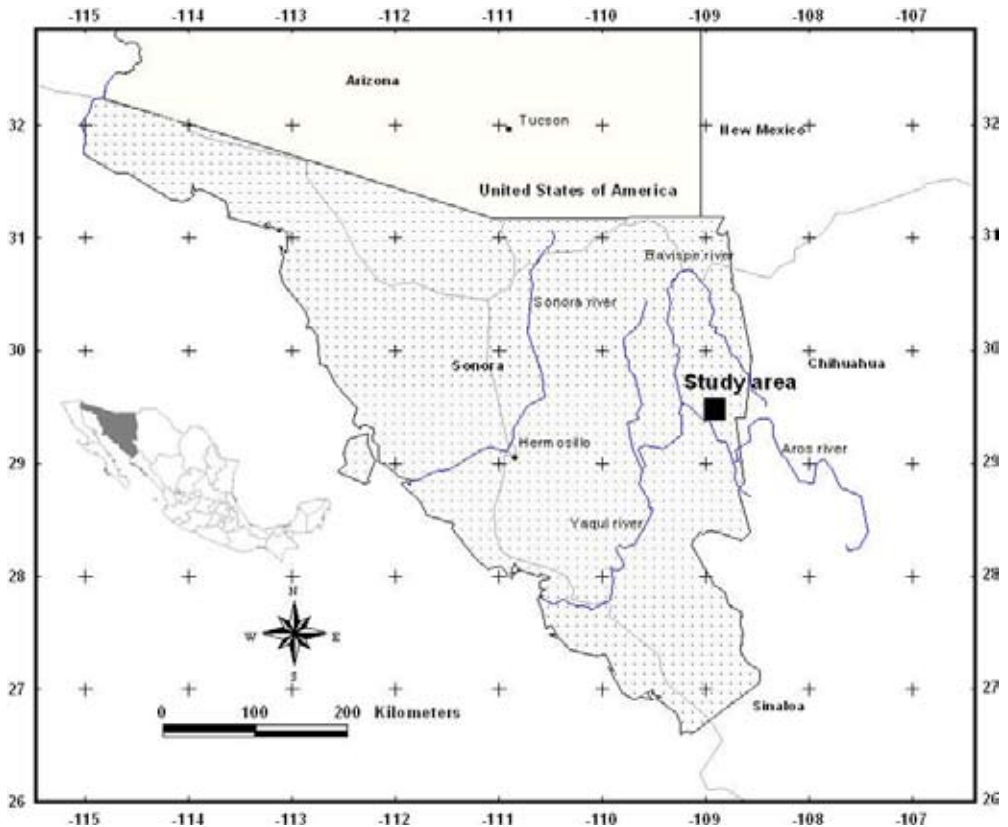 -115 -114 -113 -112 -111 -110 -109 -108 -107
Arizona
32 Tucson New Mexico 32
United States of America
31 31
Bavispe river
Sonora river
30 30
Sonora Chihuahua
Study area
Hermosillo
29 Aros river 29
Yaqui river
28 28
N
W E
S
27 27
0 100 200 Kilometers
Sinaloa
26 26
-115 -114 -113 -112 -111 -110 -109 -108 -107